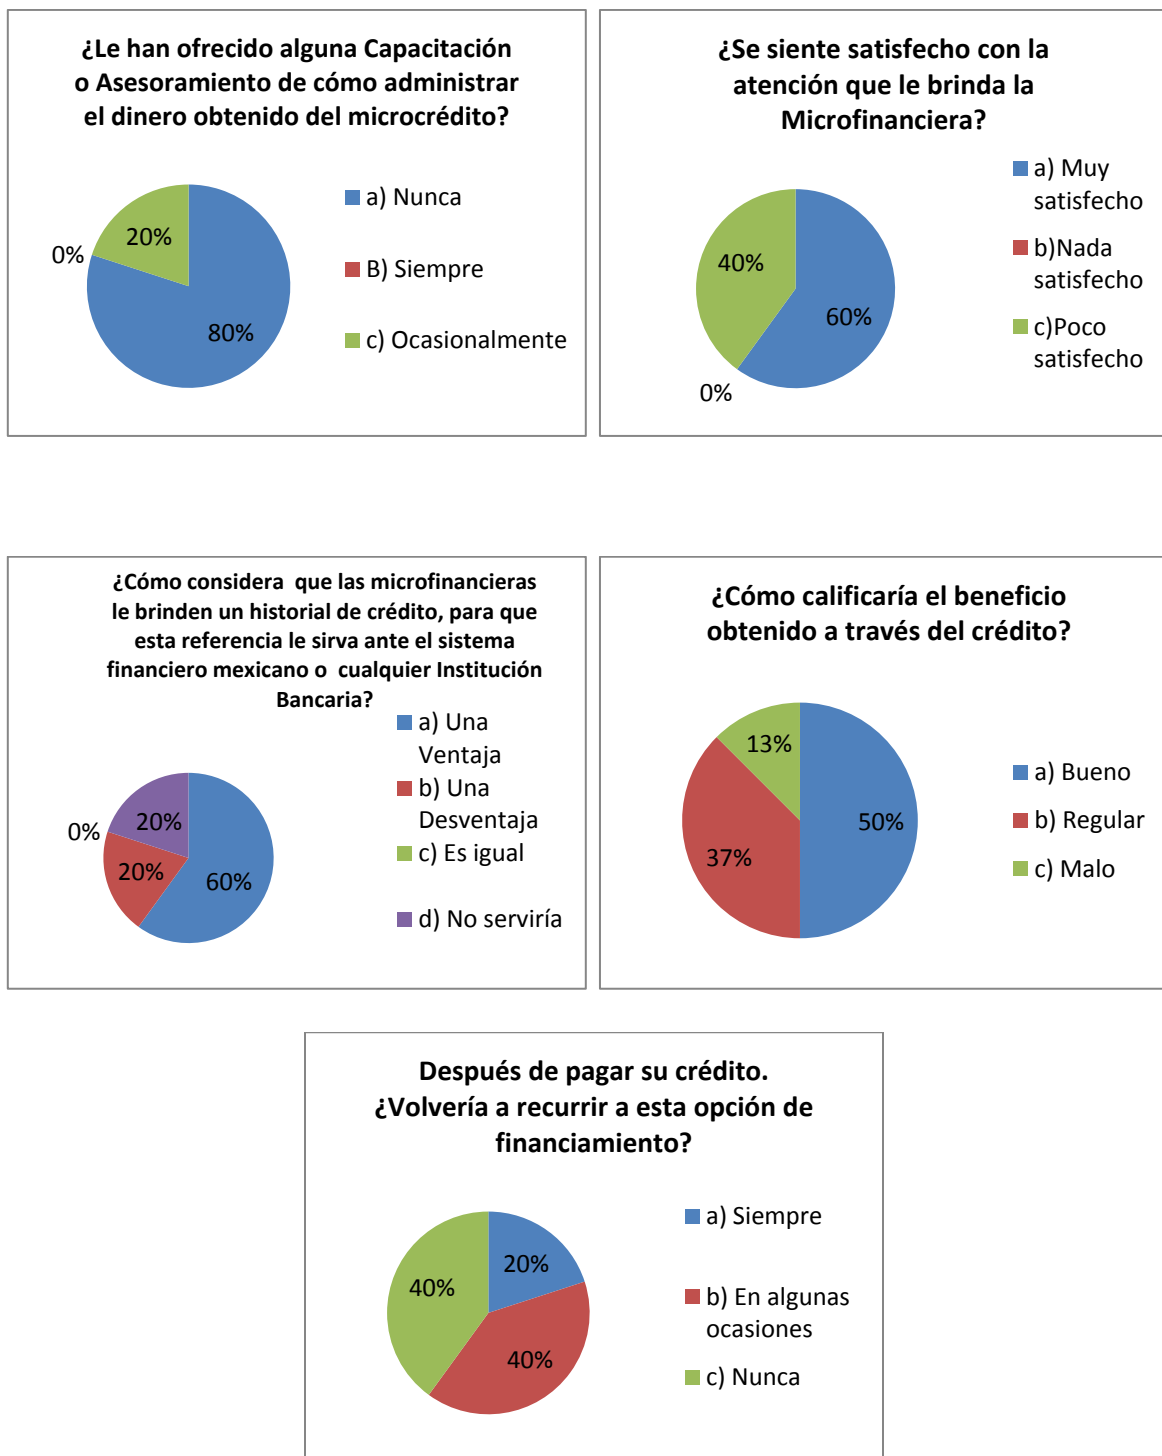 ¿Le han ofrecido alguna Capacitación
o Asesoramiento de cómo administrar
el dinero obtenido del microcrédito?
a) Nunca
B) Siempre
c) Ocasionalmente
20%
0%
80%
¿Se siente satisfecho con la
atención que le brinda la
Microfinanciera?
a) Muy
satisfecho
b)Nada
satisfecho
c)Poco
satisfecho
40%
60%
0%
¿Cómo considera  que las microfinancieras
le brinden un historial de crédito, para que
esta referencia le sirva ante el sistema
financiero mexicano o  cualquier Institución
Bancaria?
a) Una
Ventaja
b) Una
Desventaja
c) Es igual
d) No serviría
20%
0%
20%
60%
¿Cómo calificaría el beneficio
obtenido a través del crédito?
13%
50%
37%
a) Bueno
b) Regular
c) Malo
Después de pagar su crédito.
¿Volvería a recurrir a esta opción de
financiamiento?
a) Siempre
b) En algunas
ocasiones
c) Nunca
20%
40%
40%